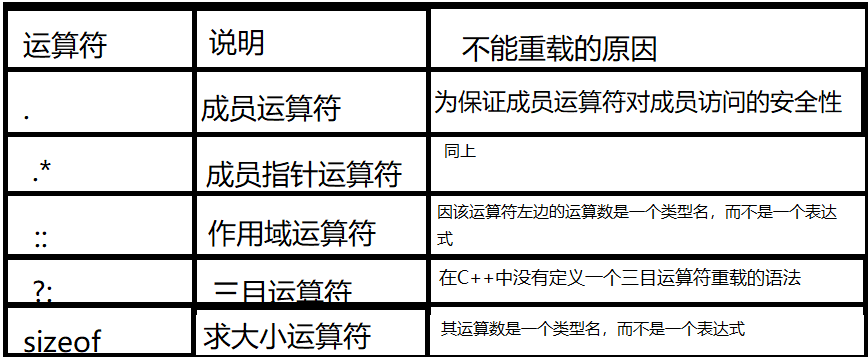 运算符 说明 不能重载的原因
. 成员运算符 为保证成员运算符对成员访问的安全性
.* 成员指针运算符 同上
:: 作用域运算符 因该运算符左边的运算数是一个类型名，而不是一个表达
式
?: 三目运算符 在C++中没有定义一个三目运算符重载的语法
sizeof 求大小运算符 其运算数是一个类型名，而不是一个表达式